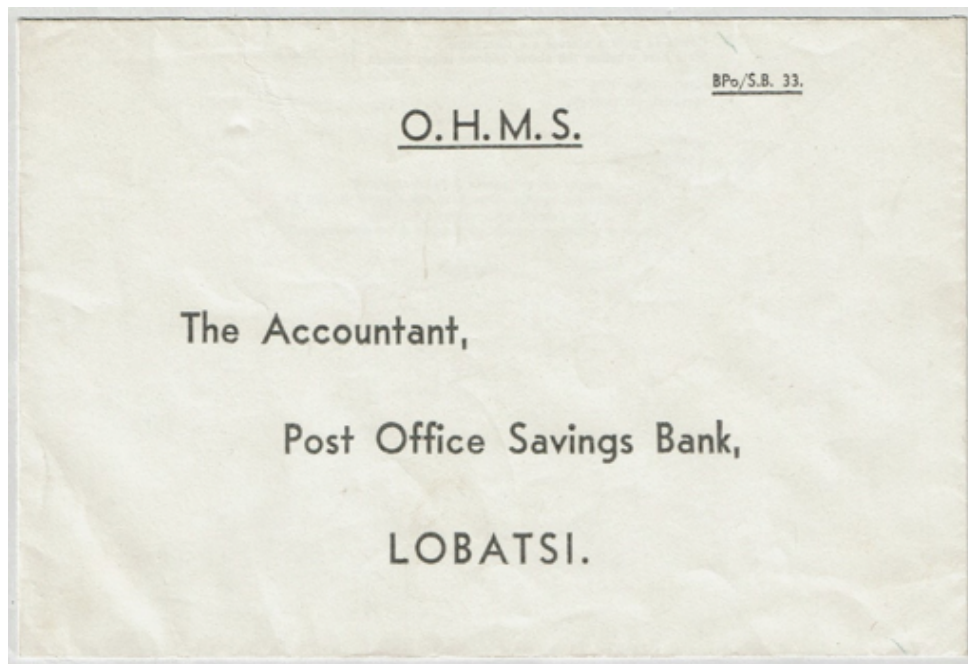 BPo/S.B. 33.
O.H.M.S.
The Accountant,
Post Office Savings Bank,
LOBATSI.